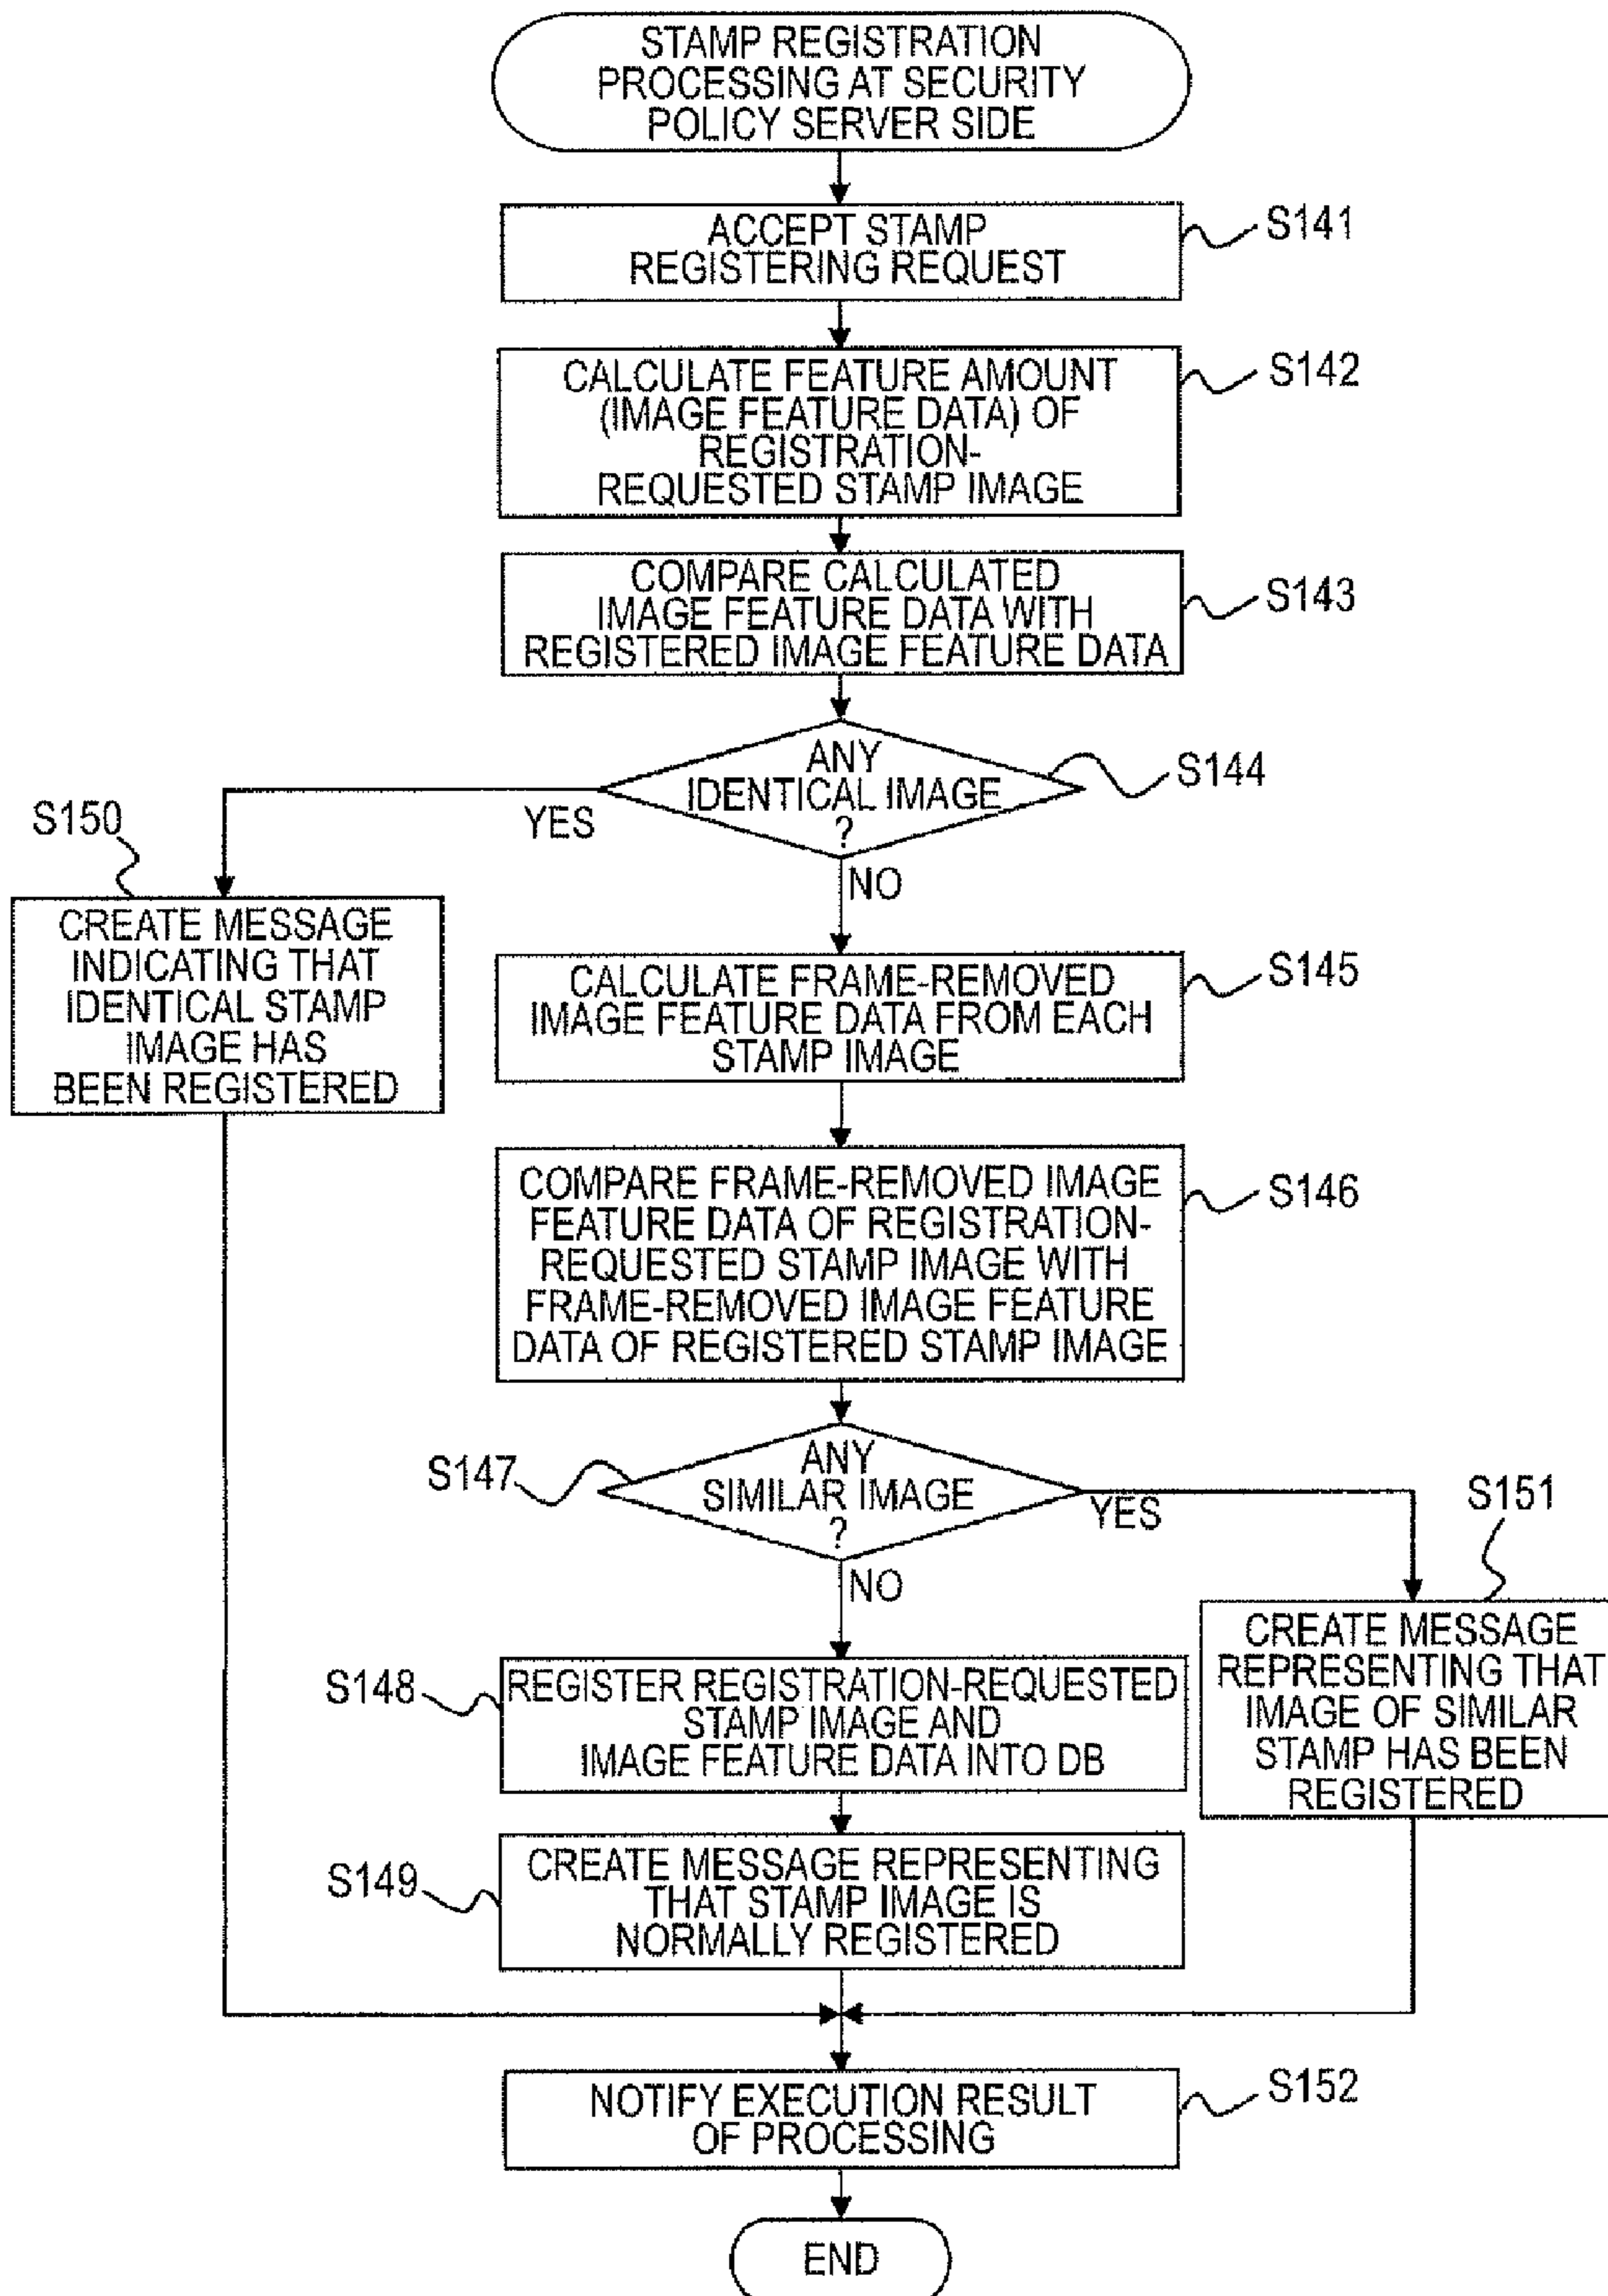 STAMP REGISTRATION
PROCESSING AT SECURITY
POLICY SERVER SIDE
ACCEPT STAMP
REGISTERING REQUEST
S141
CALCULATE FEATURE AMOUNT
(IMAGE FEATURE DATA) OF
REGISTRATION-
REQUESTED STAMP IMAGE
S142
COMPARE CALCULATED
IMAGE FEATURE DATA WITH
REGISTERED IMAGE FEATURE DATA
S143
ANY
IDENTICAL IMAGE
?
S144
YES
NO
S150
CREATE MESSAGE
INDICATING THAT
IDENTICAL STAMP
IMAGE HAS
BEEN REGISTERED
CALCULATE FRAME-REMOVED
IMAGE FEATURE DATA FROM EACH
STAMP IMAGE
S145
COMPARE FRAME-REMOVED IMAGE
FEATURE DATA OF REGISTRATION-
REQUESTED STAMP IMAGE WITH
FRAME-REMOVED IMAGE FEATURE
DATA OF REGISTERED STAMP IMAGE
S146
S147
ANY
SIMILAR IMAGE
?
YES
NO
S151
CREATE MESSAGE
REPRESENTING THAT
IMAGE OF SIMILAR
STAMP HAS BEEN
REGISTERED
S148
REGISTER REGISTRATION-REQUESTED
STAMP IMAGE AND
IMAGE FEATURE DATA INTO DB
S149
CREATE MESSAGE REPRESENTING
THAT STAMP IMAGE IS
NORMALLY REGISTERED
NOTIFY EXECUTION RESULT
OF PROCESSING
S152
END